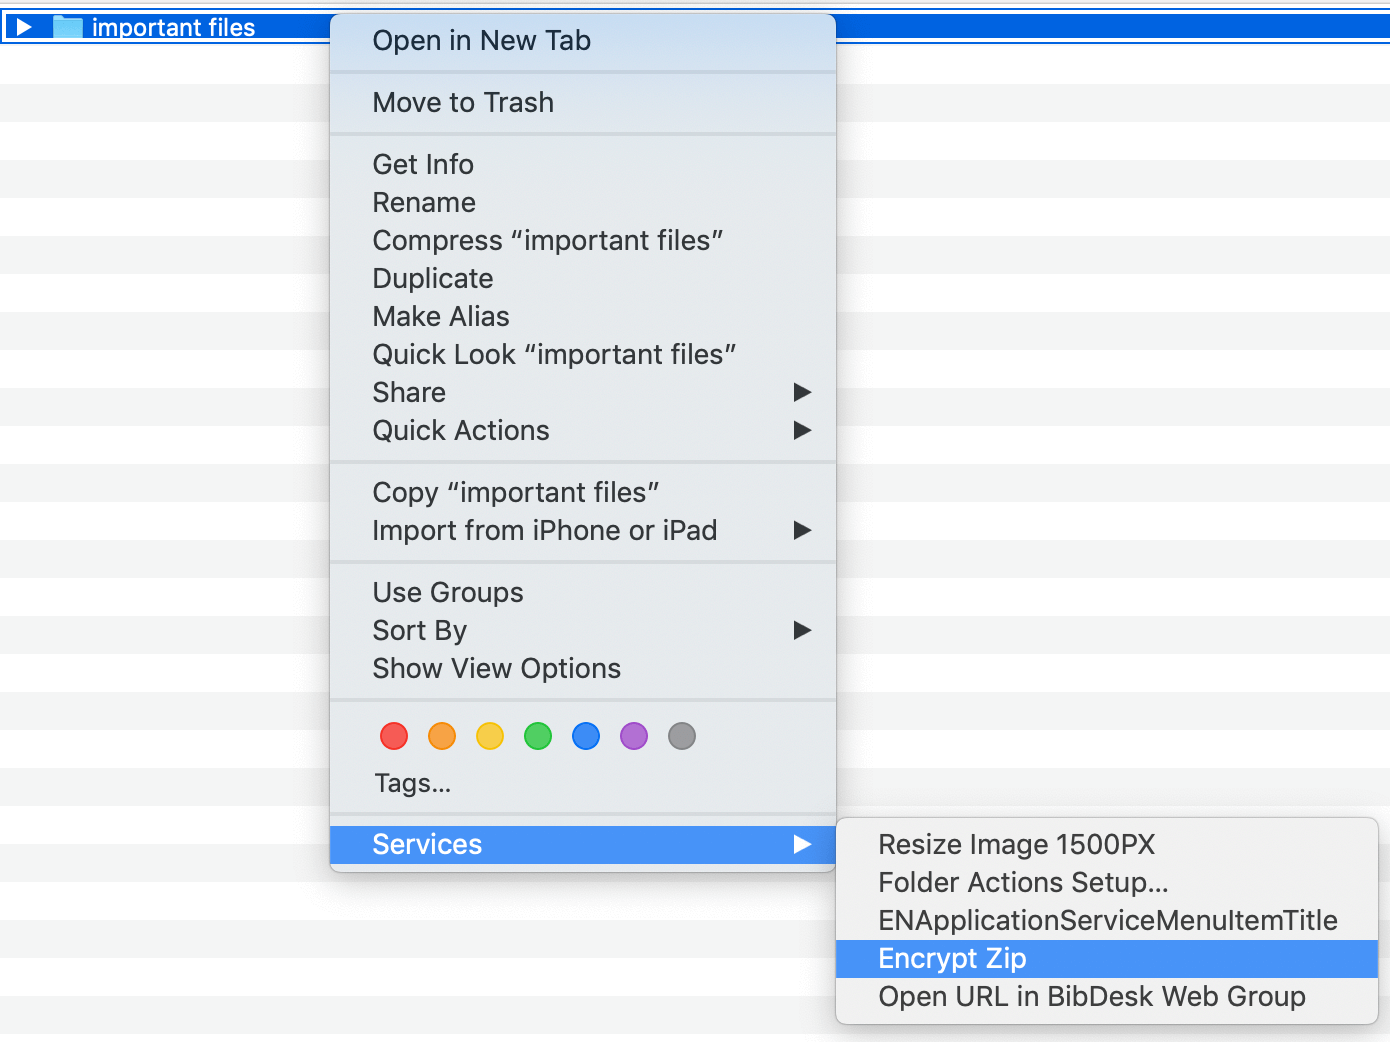 important files
Open in New Tab
Move to Trash
Get Info
Rename
Compress “important files”
Duplicate
Make Alias
Quick Look “important files”
Share
Quick Actions
Copy “important files”
Import from iPhone or iPad
Use Groups
Sort By
Show View Options
Tags...
Services
Resize Image 1500PX
Folder Actions Setup...
ENApplicationServiceMenuItemTitle
Encrypt Zip
Open URL in BibDesk Web Group